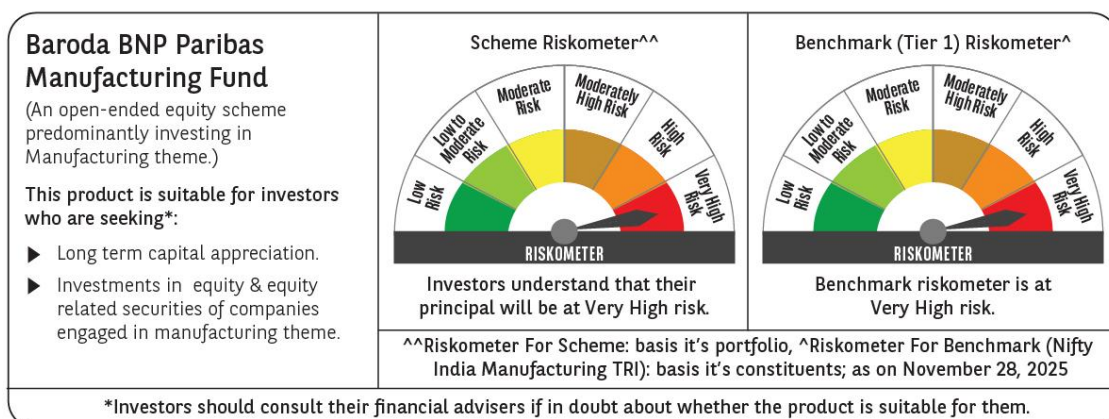 Baroda BNP Paribas
Manufacturing Fund
(An open-ended equity scheme
predominantly investing in
Manufacturing theme.)
This product is suitable for investors
who are seeking*:
▶ Long term capital appreciation.
▶ Investments in equity & equity
related securities of companies
engaged in manufacturing theme.
Scheme Riskometer^^
Low Risk
Low to Moderate Risk
Moderate Risk
Moderately High Risk
High Risk
Very High Risk
RISKOMETER
Investors understand that their
principal will be at Very High risk.
Benchmark (Tier 1) Riskometer^
Low Risk
Low to Moderate Risk
Moderate Risk
Moderately High Risk
High Risk
Very High Risk
RISKOMETER
Benchmark riskometer is at
Very High risk.
^^Riskometer For Scheme: basis it's portfolio, ^Riskometer For Benchmark (Nifty
India Manufacturing TRI): basis it's constituents; as on November 28, 2025
*Investors should consult their financial advisers if in doubt about whether the product is suitable for them.